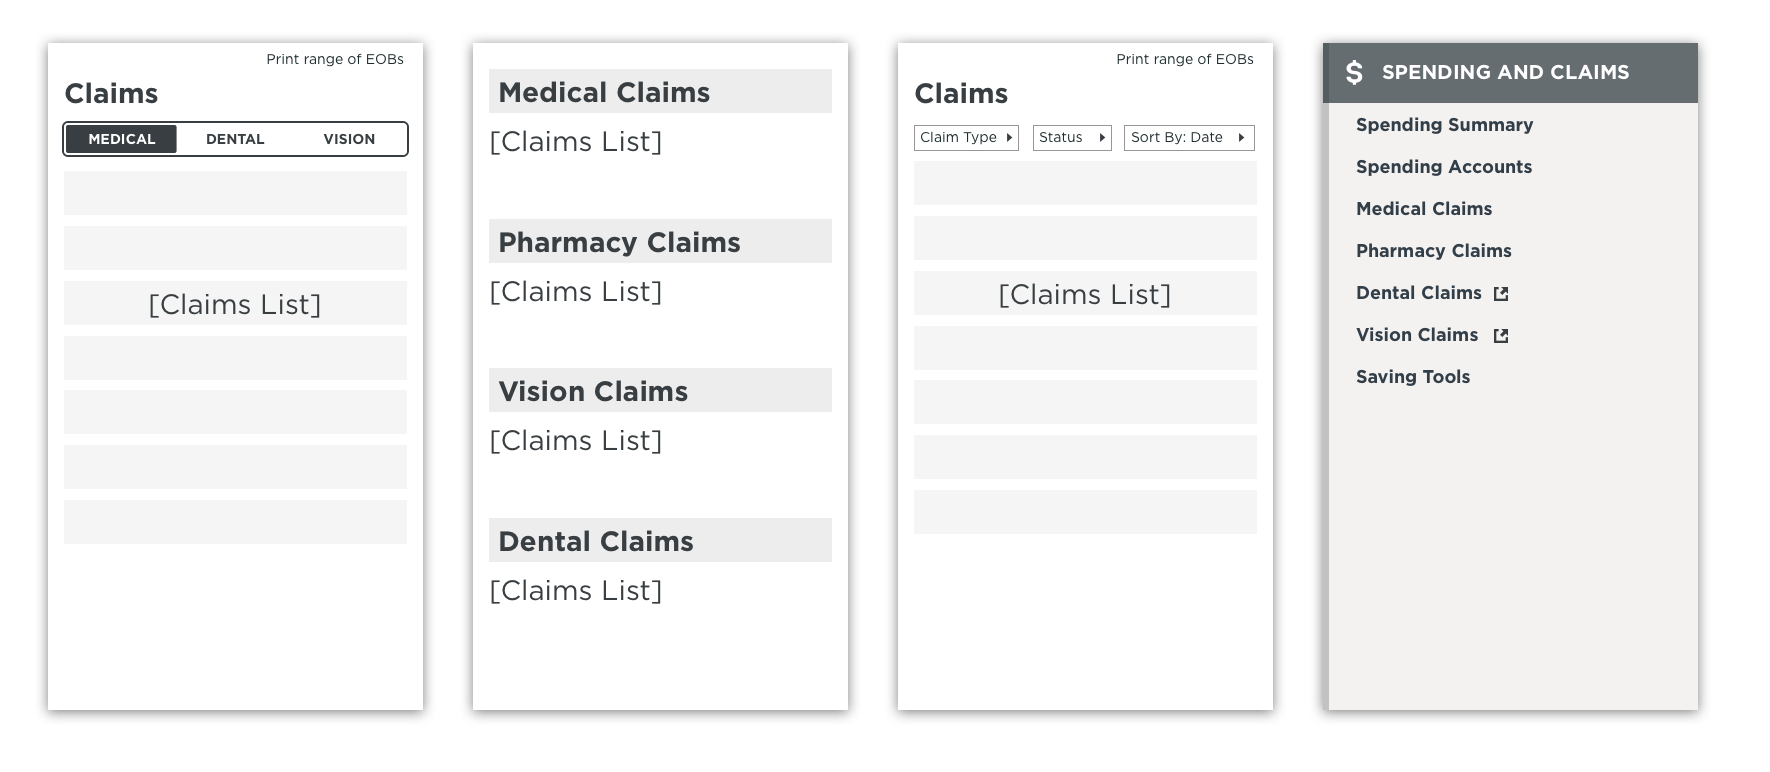 Print range of EOBs
Claims
MEDICAL DENTAL VISION
[Claims List]
Medical Claims
[Claims List]
Pharmacy Claims
[Claims List]
Vision Claims
[Claims List]
Dental Claims
[Claims List]
Print range of EOBs
Claims
Claim Type Status Sort By: Date
[Claims List]
$ SPENDING AND CLAIMS
Spending Summary
Spending Accounts
Medical Claims
Pharmacy Claims
Dental Claims
Vision Claims
Saving Tools